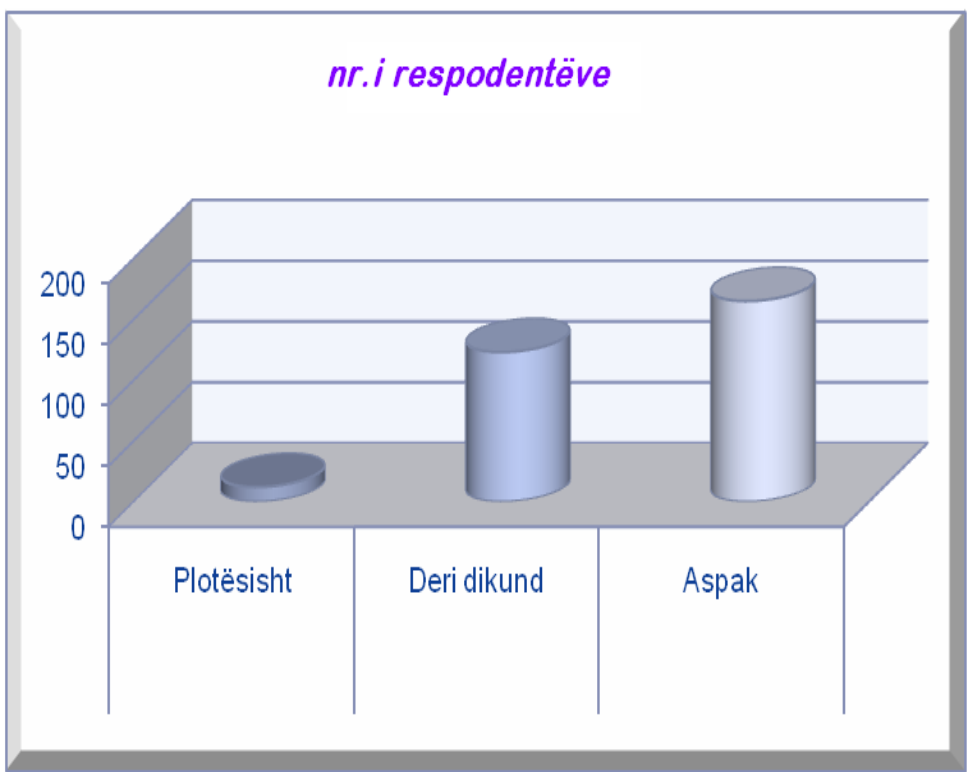 nr.i respodentëve
200
150
100
50
0
Plotësisht
Deri dikund
Aspak